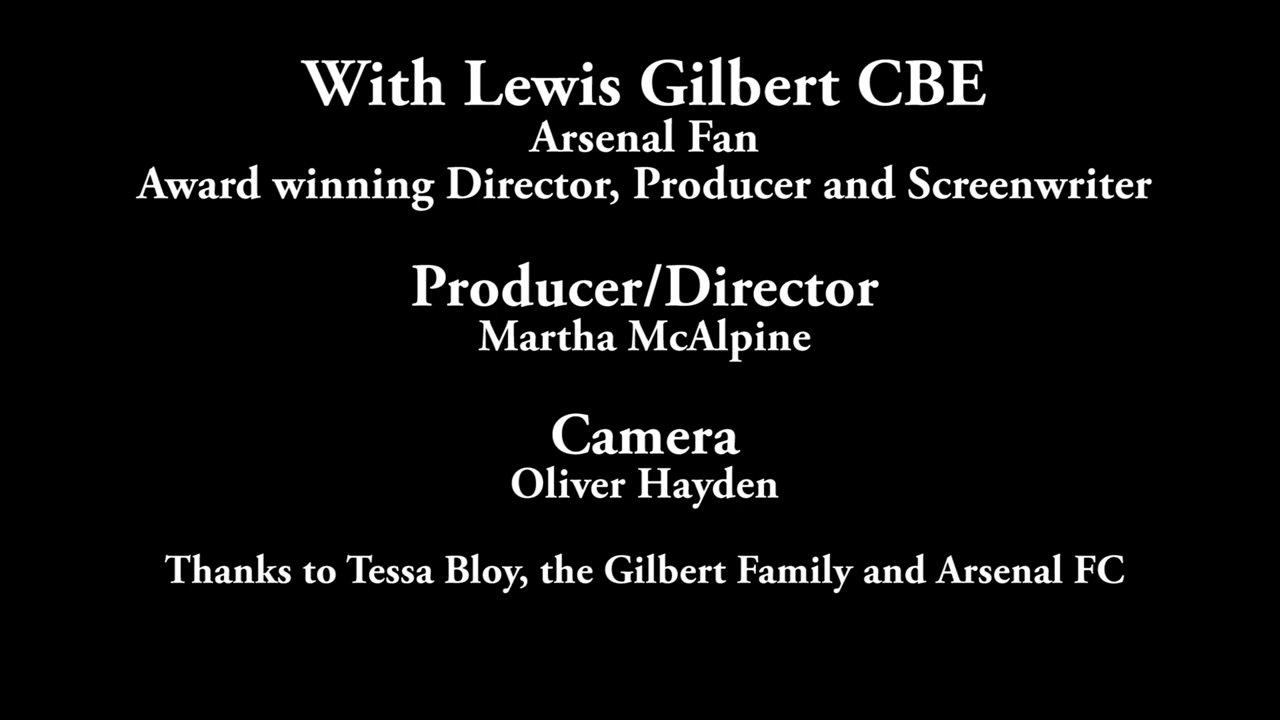 With Lewis Gilbert CBE
Arsenal Fan
Award winning Director, Producer and Screenwriter
Producer/Director
Martha McAlpine
Camera
Oliver Hayden
Thanks to Tessa Bloy, the Gilbert Family and Arsenal FC